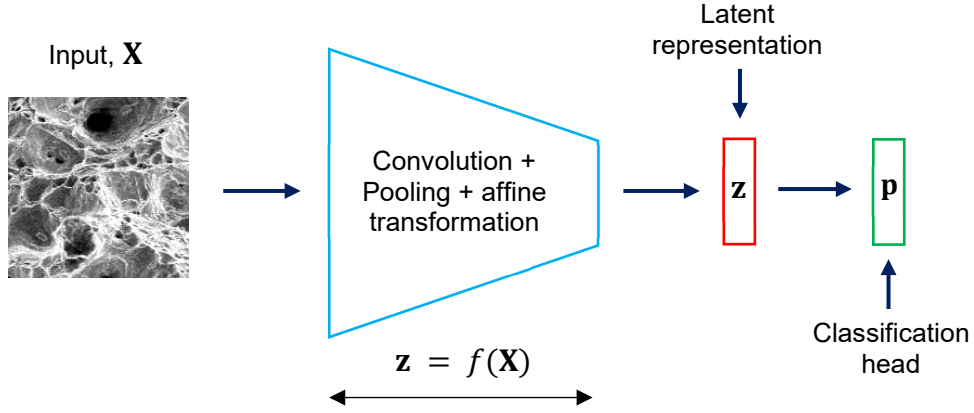 Input, X
Convolution +
Pooling + affine
transformation
z = f(X)
Latent
representation
z
p
Classification
head